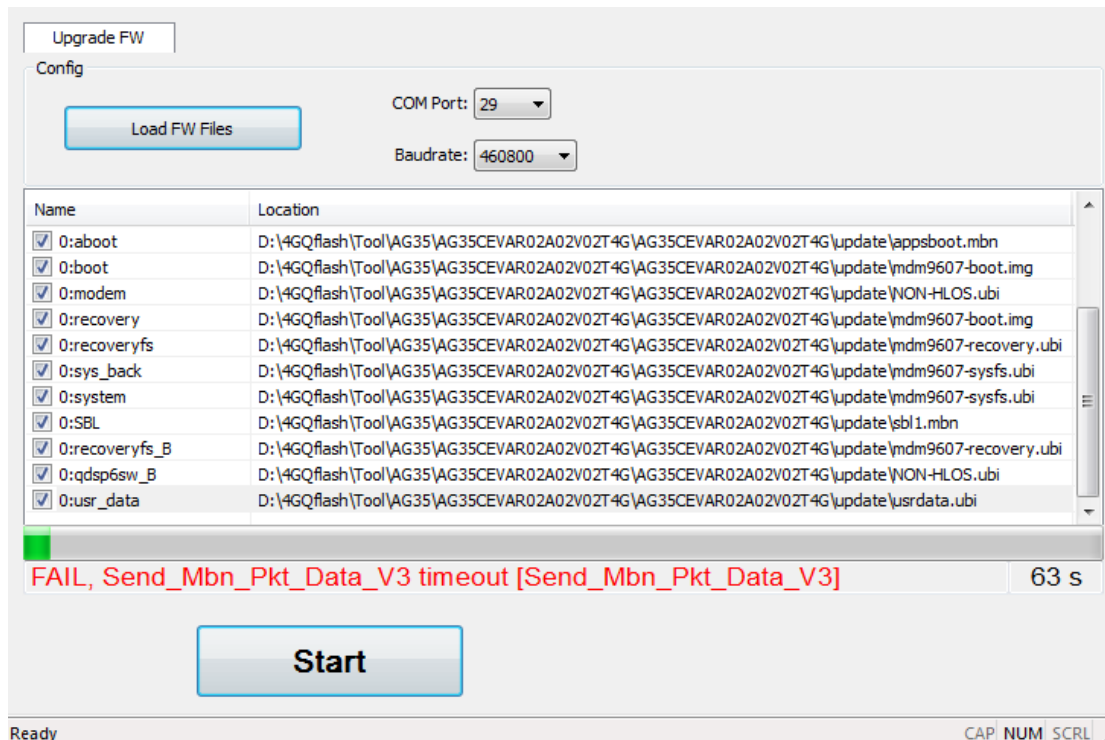 Upgrade FW
Config
Load FW Files
COM Port: 29
Baudrate: 460800
Name Location
0:aboot D:\4GQflash\Tool\AG35\AG35CEVAR02A02V02T4G\AG35CEVAR02A02V02T4G\update\appsboot.mbn
0:boot D:\4GQflash\Tool\AG35\AG35CEVAR02A02V02T4G\AG35CEVAR02A02V02T4G\update\mdm9607-boot.img
0:modem D:\4GQflash\Tool\AG35\AG35CEVAR02A02V02T4G\AG35CEVAR02A02V02T4G\update\NON-HLOS.ubi
0:recovery D:\4GQflash\Tool\AG35\AG35CEVAR02A02V02T4G\AG35CEVAR02A02V02T4G\update\mdm9607-boot.img
0:recoveryfs D:\4GQflash\Tool\AG35\AG35CEVAR02A02V02T4G\AG35CEVAR02A02V02T4G\update\mdm9607-recovery.ubi
0:sys_back D:\4GQflash\Tool\AG35\AG35CEVAR02A02V02T4G\AG35CEVAR02A02V02T4G\update\mdm9607-sysfs.ubi
0:system D:\4GQflash\Tool\AG35\AG35CEVAR02A02V02T4G\AG35CEVAR02A02V02T4G\update\mdm9607-sysfs.ubi
0:SBL D:\4GQflash\Tool\AG35\AG35CEVAR02A02V02T4G\AG35CEVAR02A02V02T4G\update\sbl1.mbn
0:recoveryfs_B D:\4GQflash\Tool\AG35\AG35CEVAR02A02V02T4G\AG35CEVAR02A02V02T4G\update\mdm9607-recovery.ubi
0:qdsp6sw_B D:\4GQflash\Tool\AG35\AG35CEVAR02A02V02T4G\AG35CEVAR02A02V02T4G\update\NON-HLOS.ubi
0:usr_data D:\4GQflash\Tool\AG35\AG35CEVAR02A02V02T4G\AG35CEVAR02A02V02T4G\update\usrdata.ubi
FAIL, Send_Mbn_Pkt_Data_V3 timeout [Send_Mbn_Pkt_Data_V3] 63 s
Start
Ready CAP NUM SCRL